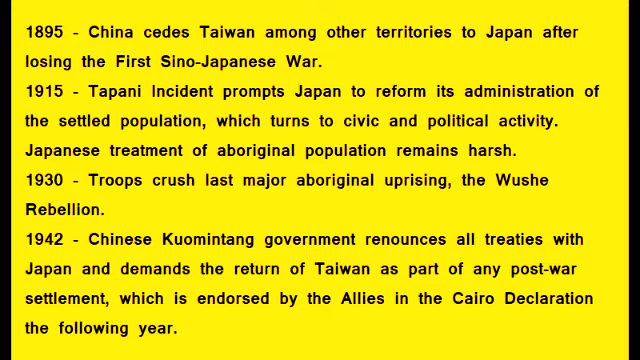 1895 - China cedes Taiwan among other territories to Japan after
losing the First Sino-Japanese War.
1915 - Tapani Incident prompts Japan to reform its administration of
the settled population, which turns to civic and political activity.
Japanese treatment of aboriginal population remains harsh.
1930 - Troops crush last major aboriginal uprising, the Wushe
Rebellion.
1942 - Chinese Kuomintang government renounces all treaties with
Japan and demands the return of Taiwan as part of any post-war
settlement, which is endorsed by the Allies in the Cairo Declaration
the following year.